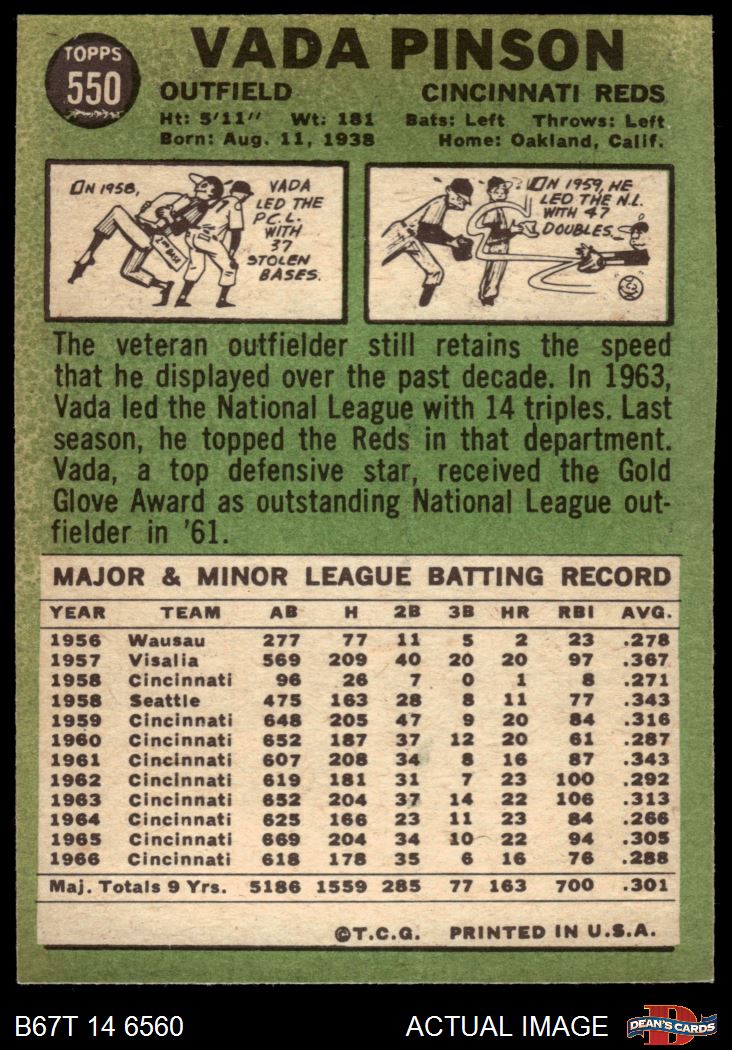 TOPPS
550
VADA PINSON
OUTFIELD CINCINNATI REDS
Ht: 5'11" Wt: 181 Bats: Left Throws: Left
Born: Aug. 11, 1938 Home: Oakland, Calif.
IN 1958,
VADA
LED THE
P.C.L.
WITH
37
STOLEN
BASES.
2ND BASE
IN 1959, HE
LED THE N.L.
WITH 47
DOUBLES.
The veteran outfielder still retains the speed
that he displayed over the past decade. In 1963,
Vada led the National League with 14 triples. Last
season, he topped the Reds in that department.
Vada, a top defensive star, received the Gold
Glove Award as outstanding National League out-
fielder in '61.
MAJOR & MINOR LEAGUE BATTING RECORD
YEAR TEAM AB H 2B 3B HR RBI AVG.
1956 Wausau 277 77 11 5 2 23 .278
1957 Visalia 569 209 40 20 20 97 .367
1958 Cincinnati 96 26 7 0 1 8 .271
1958 Seattle 475 163 28 8 11 77 .343
1959 Cincinnati 648 205 47 9 20 84 .316
1960 Cincinnati 652 187 37 12 20 61 .287
1961 Cincinnati 607 208 34 8 16 87 .343
1962 Cincinnati 619 181 31 7 23 100 .292
1963 Cincinnati 652 204 37 14 22 106 .313
1964 Cincinnati 625 166 23 11 23 84 .266
1965 Cincinnati 669 204 34 10 22 94 .305
1966 Cincinnati 618 178 35 6 16 76 .288
Maj. Totals 9 Yrs. 5186 1559 285 77 163 700 .301
©T.C.G. PRINTED IN U.S.A.
B67T 14 6560 ACTUAL IMAGE
D
DEAN'S CARDS